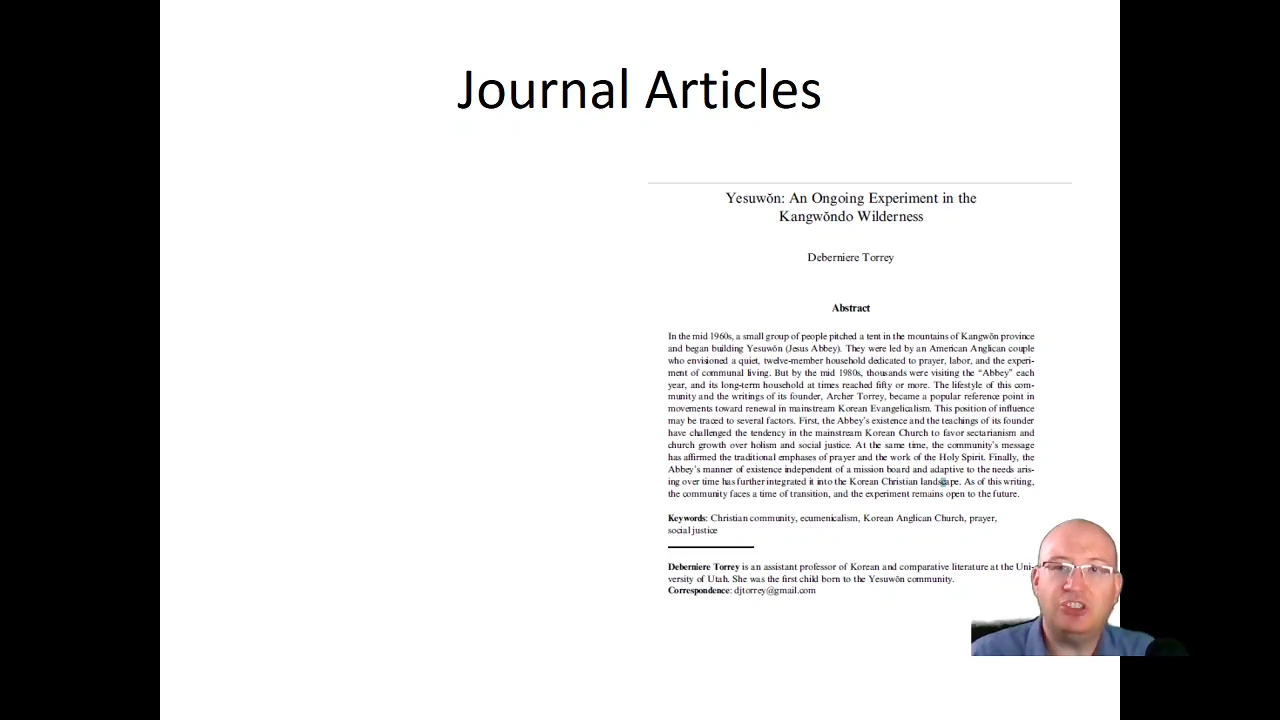 Journal Articles
Yesuwŏn: An Ongoing Experiment in the
Kangwŏndo Wilderness
Deberniere Torrey
Abstract
In the mid 1960s, a small group of people pitched a tent in the mountains of Kangwŏn province
and began building Yesuwŏn (Jesus Abbey). They were led by an American Anglican couple
who envisioned a quiet, twelve-member household dedicated to prayer, labor, and the experi-
ment of communal living. But by the mid 1980s, thousands were visiting the “Abbey” each
year, and its long-term household at times reached fifty or more. The lifestyle of this com-
munity and the writings of its founder, Archer Torrey, became a popular reference point in
movements toward renewal in mainstream Korean Evangelicalism. This position of influence
may be traced to several factors. First, the Abbey’s existence and the teachings of its founder
have challenged the tendency in the mainstream Korean Church to favor sectarianism and
church growth over holism and social justice. At the same time, the community’s message
has affirmed the traditional emphases of prayer and the work of the Holy Spirit. Finally, the
Abbey’s manner of existence independent of a mission board and adaptive to the needs aris-
ing over time has further integrated it into the Korean Christian landscape. As of this writing,
the community faces a time of transition, and the experiment remains open to the future.
Keywords: Christian community, ecumenicalism, Korean Anglican Church, prayer,
social justice
Deberniere Torrey is an assistant professor of Korean and comparative literature at the Uni-
versity of Utah. She was the first child born to the Yesuwŏn community.
Correspondence: djtorrey@gmail.com